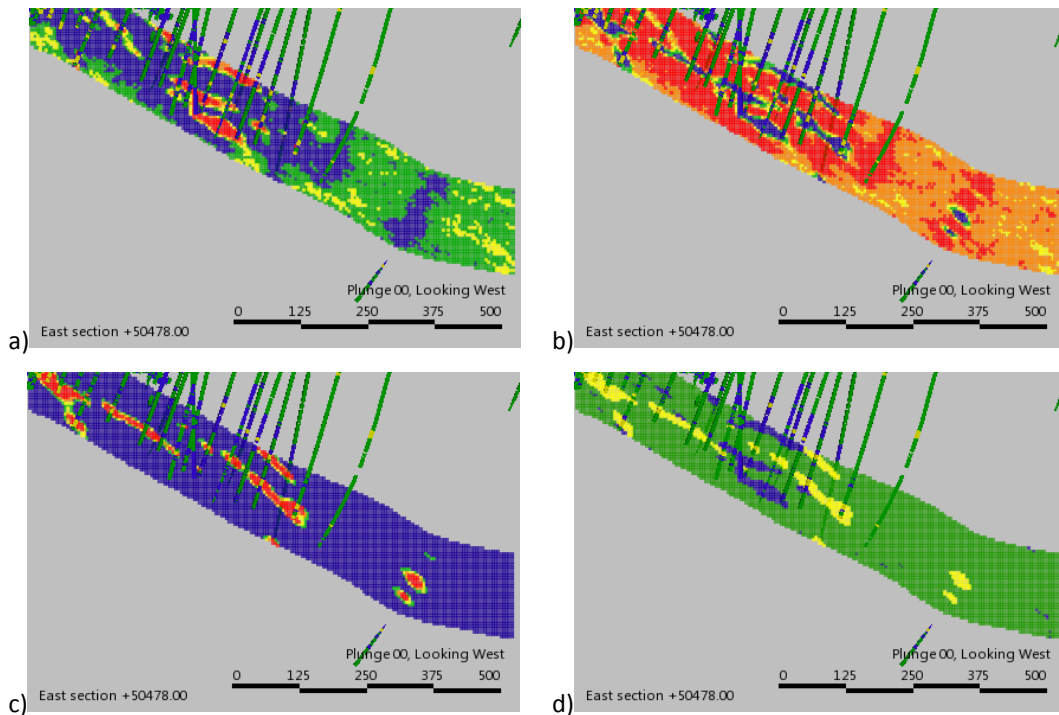 a)
Plunge 00, Looking West
0 125 250 375 500
East section +50478.00
b)
Plunge 00, Looking West
0 125 250 375 500
East section +50478.00
c)
Plunge 00, Looking West
0 125 250 375 500
East section +50478.00
d)
Plunge 00, Looking West
0 125 250 375 500
East section +50478.00